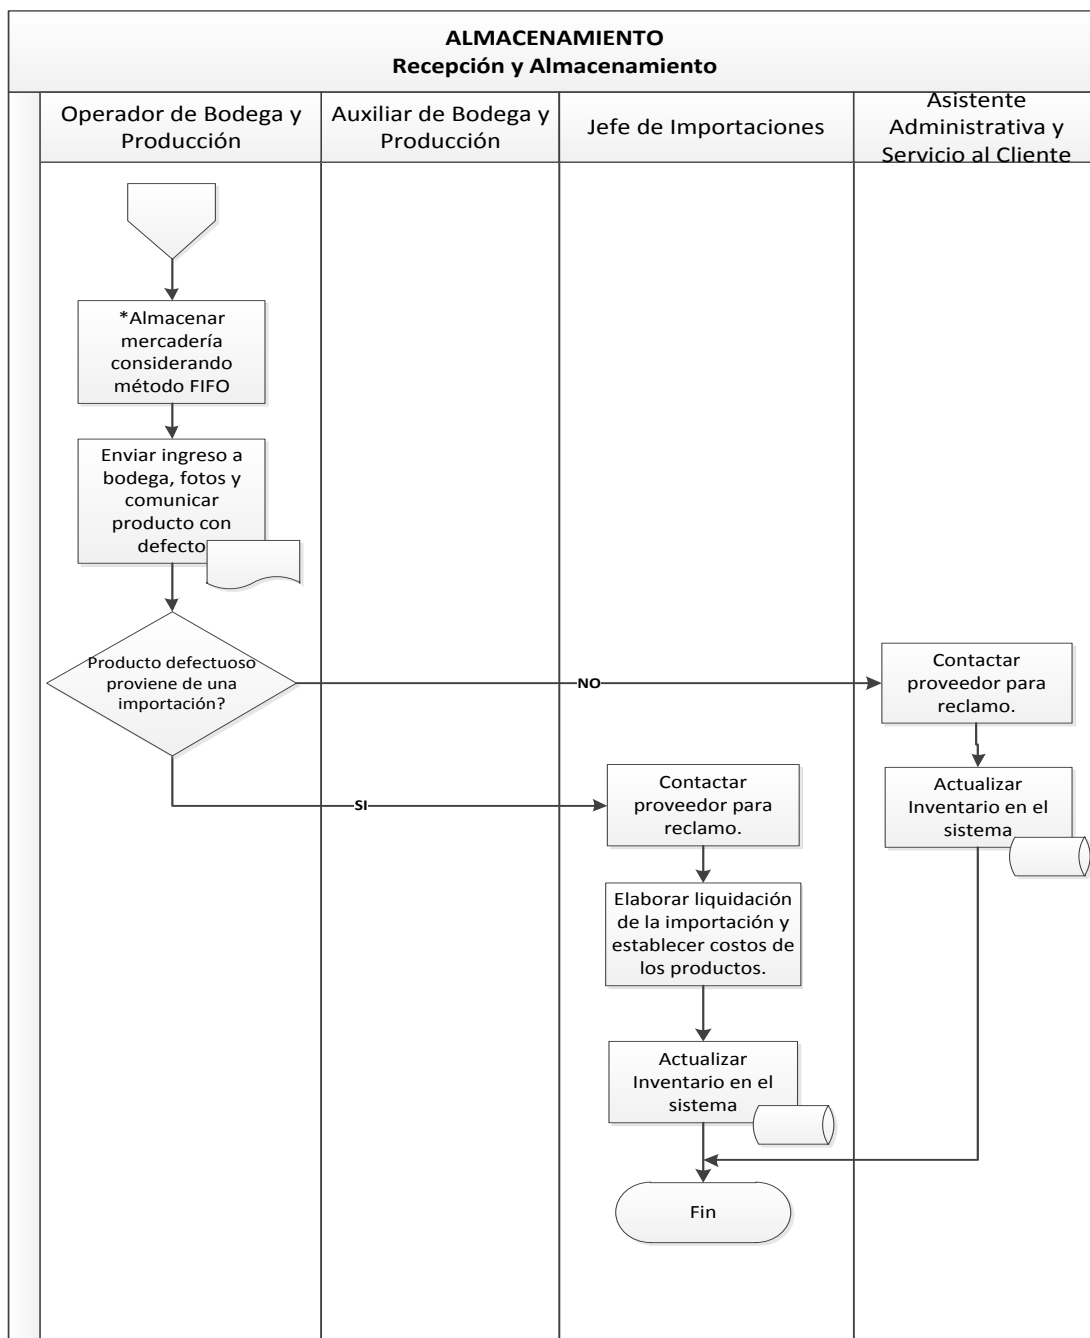 ALMACENAMIENTO
Recepción y Almacenamiento
Operador de Bodega y
Producción
Auxiliar de Bodega y
Producción
Jefe de Importaciones
Asistente
Administrativa y
Servicio al Cliente
*Almacenar
mercadería
considerando
método FIFO
Enviar ingreso a
bodega, fotos y
comunicar
producto con
defecto
Producto defectuoso
proviene de una
importación?
NO
Contactar
proveedor para
reclamo.
Actualizar
Inventario en el
sistema
SI
Contactar
proveedor para
reclamo.
Elaborar liquidación
de la importación y
establecer costos de
los productos.
Actualizar
Inventario en el
sistema
Fin